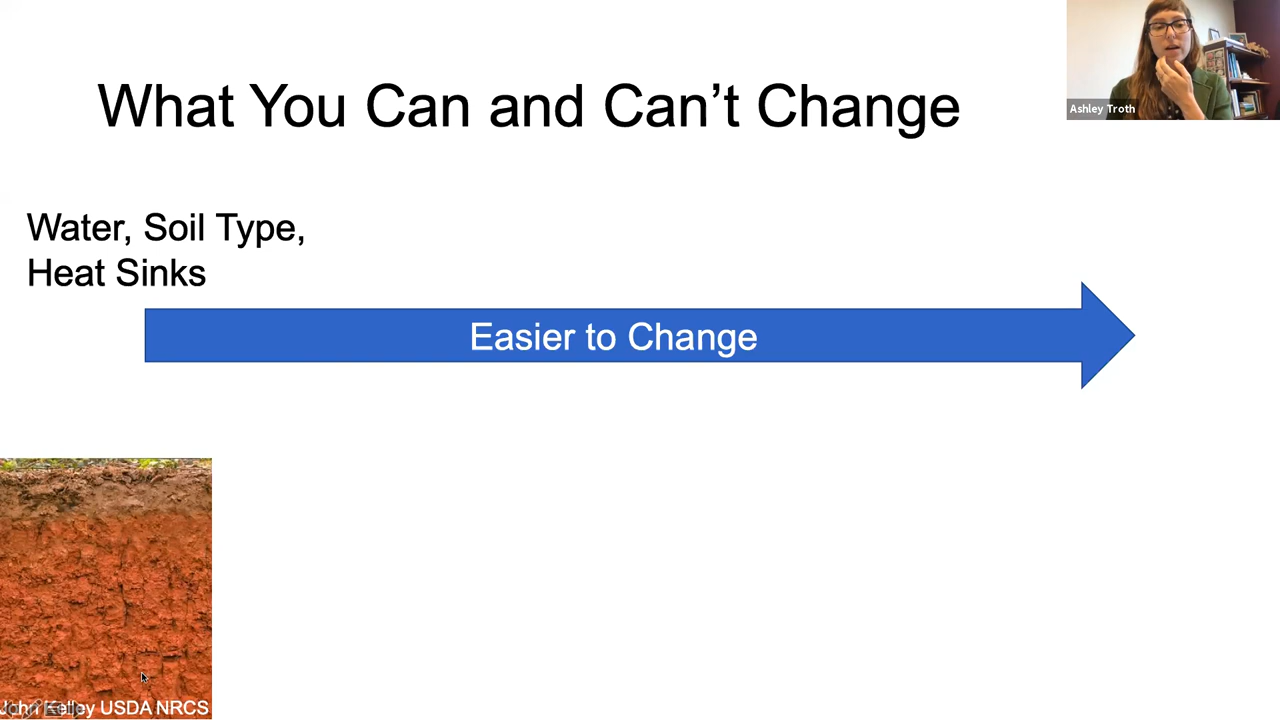 What You Can and Can’t Change
Ashley Troth
Water, Soil Type,
Heat Sinks
Easier to Change
John Kelley USDA NRCS